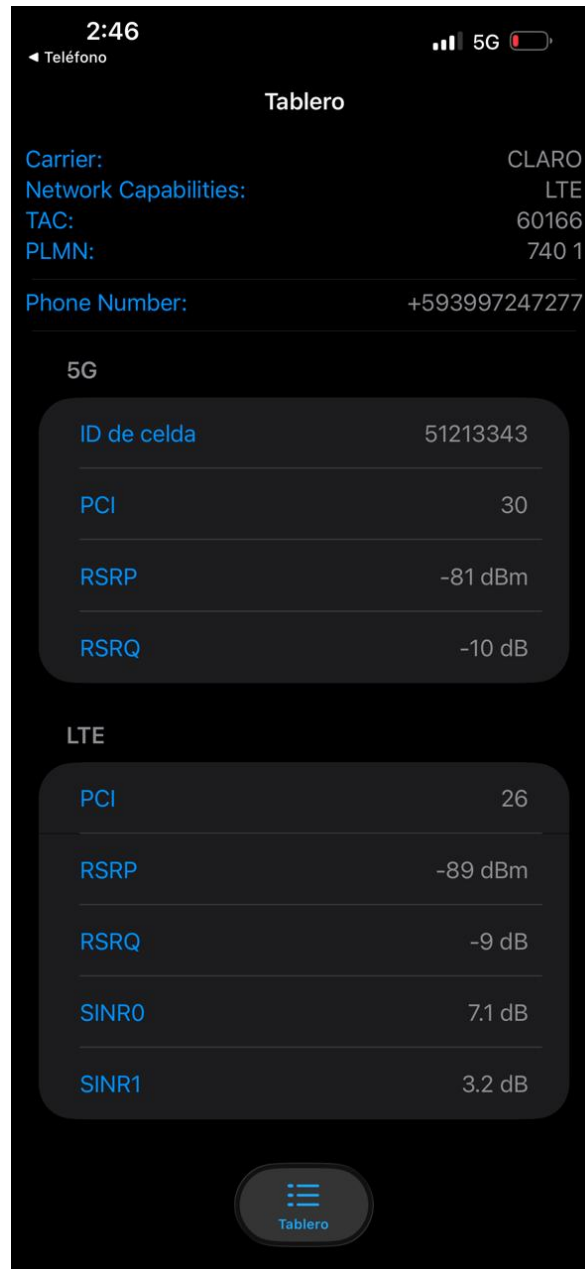 2:46
5G
◀ Teléfono
Tablero
Carrier: CLARO
Network Capabilities: LTE
TAC: 60166
PLMN: 740 1
Phone Number: +593997247277
5G
ID de celda 51213343
PCI 30
RSRP -81 dBm
RSRQ -10 dB
LTE
PCI 26
RSRP -89 dBm
RSRQ -9 dB
SINR0 7.1 dB
SINR1 3.2 dB
Tablero